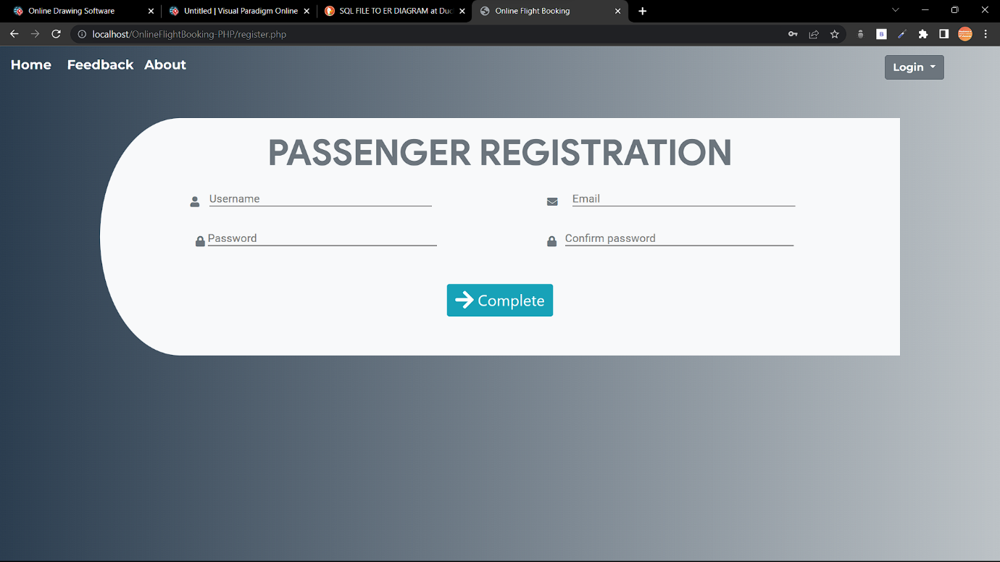 Online Drawing Software
Untitled | Visual Paradigm Online
SQL FILE TO ER DIAGRAM at Duc
Online Flight Booking
localhost/OnlineFlightBooking-PHP/register.php
B
Home Feedback About
Login
PASSENGER REGISTRATION
Username
Email
Password
Confirm password
Complete